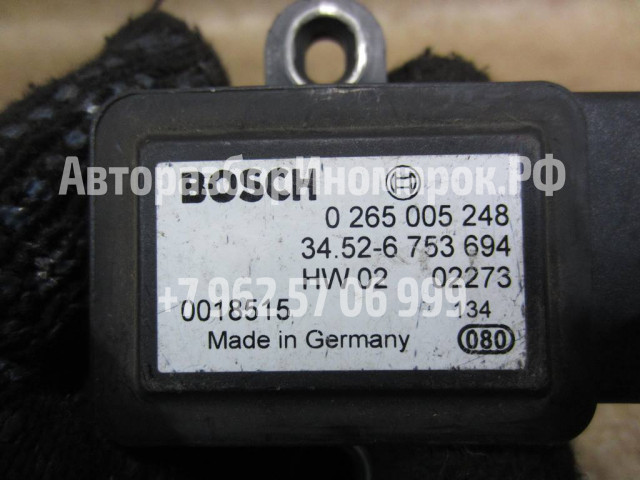 BOSCH
Авторазбор Иномарок.РФ
0 265 005 248
34.52-6 753 694
HW 02 02273
+7 962 57 06 999
0018515 134
Made in Germany 080